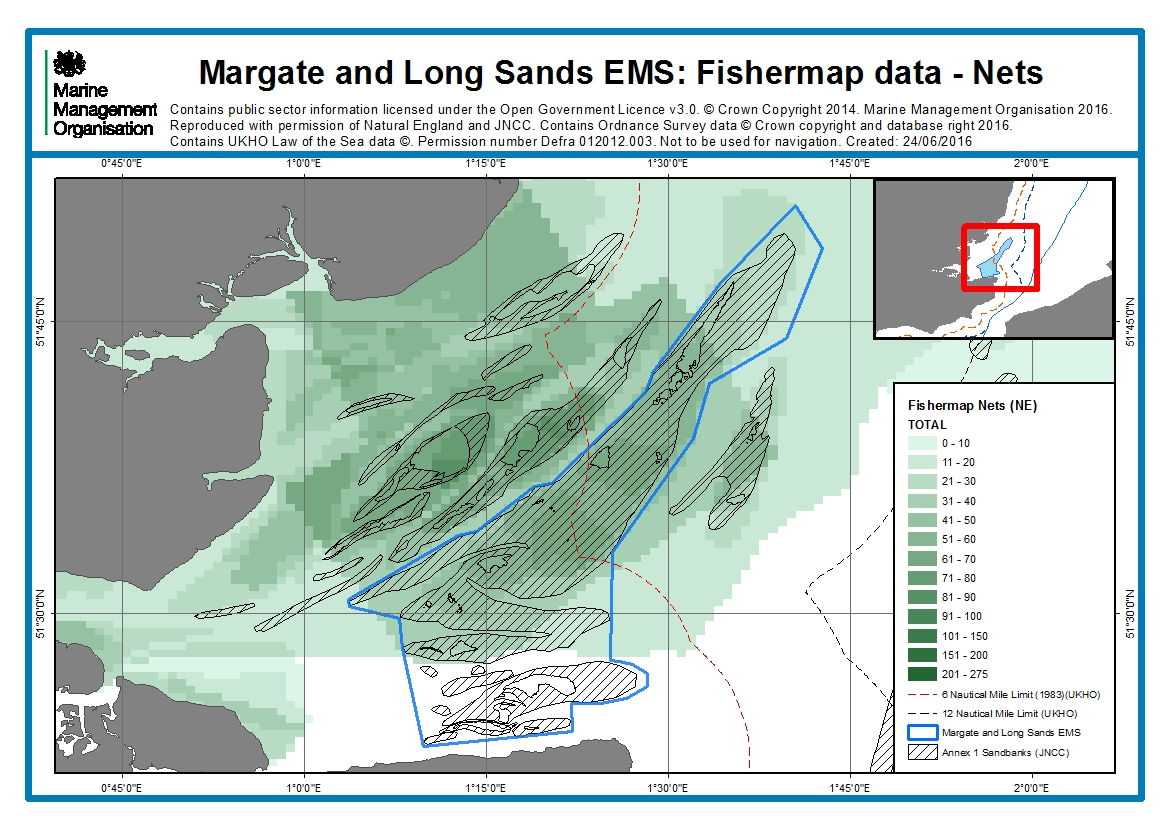 Marine
Management
Organisation
Margate and Long Sands EMS: Fishermap data - Nets
Contains public sector information licensed under the Open Government Licence v3.0. © Crown Copyright 2014. Marine Management Organisation 2016.
Reproduced with permission of Natural England and JNCC. Contains Ordnance Survey data © Crown copyright and database right 2016.
Contains UKHO Law of the Sea data ©. Permission number Defra 012012.003. Not to be used for navigation. Created: 24/06/2016
0°45'0"E 1°0'0"E 1°15'0"E 1°30'0"E 1°45'0"E 2°0'0"E
51°45'0"N 51°45'0"N
Fishermap Nets (NE)
TOTAL
0 - 10
11 - 20
21 - 30
31 - 40
41 - 50
51 - 60
61 - 70
71 - 80
81 - 90
91 - 100
101 - 150
151 - 200
201 - 275
6 Nautical Mile Limit (1983)(UKHO)
12 Nautical Mile Limit (UKHO)
Margate and Long Sands EMS
Annex 1 Sandbanks (JNCC)
51°30'0"N 51°30'0"N
0°45'0"E 1°0'0"E 1°15'0"E 1°30'0"E 1°45'0"E 2°0'0"E